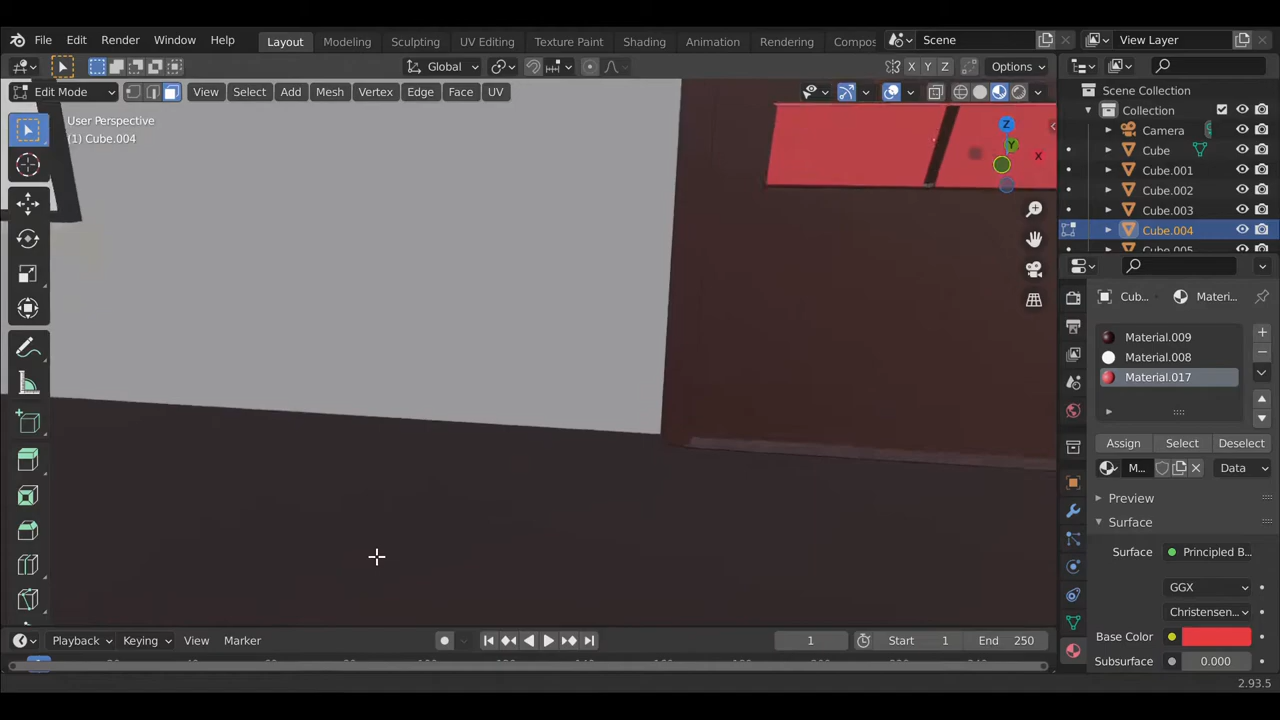 File Edit Render Window Help Layout Modeling Sculpting UV Editing Texture Paint Shading Animation Rendering Compos Scene View Layer
Global X Y Z Options
Edit Mode View Select Add Mesh Vertex Edge Face UV
Scene Collection
User Perspective
(1) Cube.004
Collection
Z
Camera
Y
X
Cube
Cube.001
Cube.002
Cube.003
Cube.004
Cub... Materi...
Material.009
Material.008
Material.017
Assign Select Deselect
M... Data
Preview
Surface
Surface Principled B...
GGX
Christensen...
Playback Keying View Marker 1 Start 1 End 250
Base Color
Subsurface 0.000
2.93.5